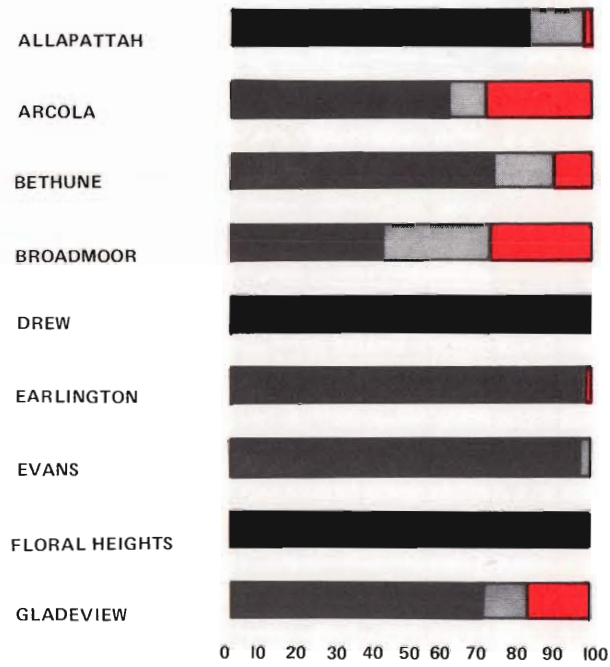 ALLAPATTAH
ARCOLA
BETHUNE
BROADMOOR
DREW
EARLINGTON
EVANS
FLORAL HEIGHTS
GLADEVIEW
0 10 20 30 40 50 60 70 80 90 100